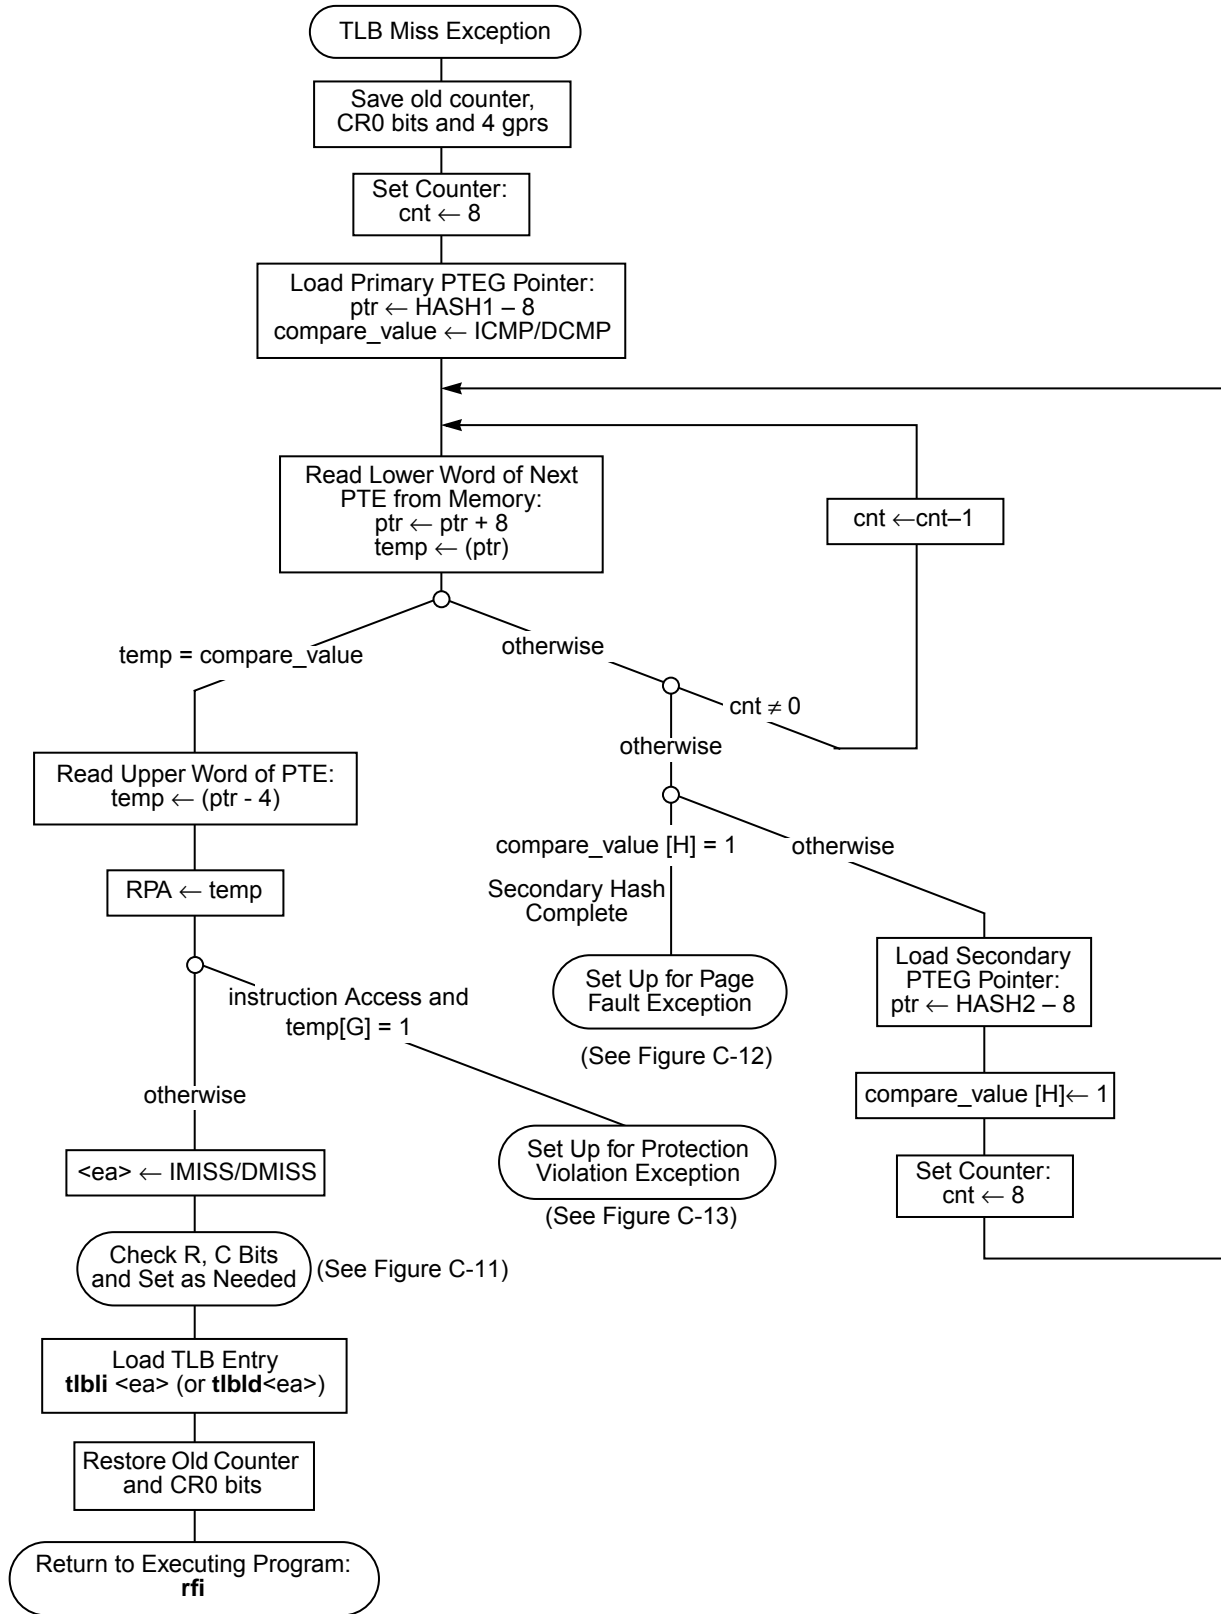 TLB Miss Exception
Save old counter,
CR0 bits and 4 gprs
Set Counter:
cnt ← 8
Load Primary PTEG Pointer:
ptr ← HASH1 – 8
compare_value ← ICMP/DCMP
Read Lower Word of Next
PTE from Memory:
ptr ← ptr + 8
temp ← (ptr)
cnt ←cnt–1
temp = compare_value
otherwise
cnt ≠ 0
otherwise
Read Upper Word of PTE:
temp ← (ptr - 4)
compare_value [H] = 1
otherwise
RPA ← temp
Secondary Hash
Complete
Load Secondary
PTEG Pointer:
ptr ← HASH2 – 8
Set Up for Page
Fault Exception
(See Figure C-12)
instruction Access and
temp[G] = 1
otherwise
compare_value [H]← 1
Set Up for Protection
Violation Exception
(See Figure C-13)
<ea> ← IMISS/DMISS
Set Counter:
cnt ← 8
Check R, C Bits
and Set as Needed
(See Figure C-11)
Load TLB Entry
tlbli <ea> (or tlbld<ea>)
Restore Old Counter
and CR0 bits
Return to Executing Program:
rfi